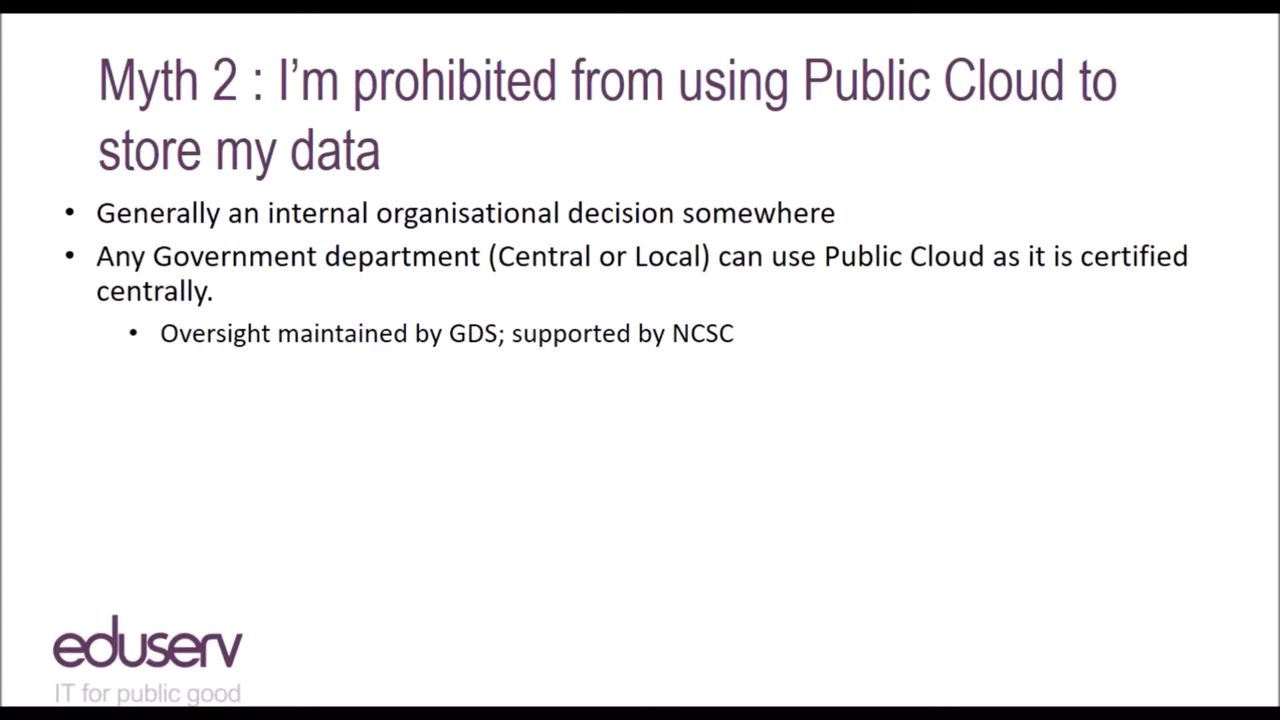 Myth 2 : I’m prohibited from using Public Cloud to
store my data
• Generally an internal organisational decision somewhere
• Any Government department (Central or Local) can use Public Cloud as it is certified
centrally.
• Oversight maintained by GDS; supported by NCSC
eduserv
IT for public good